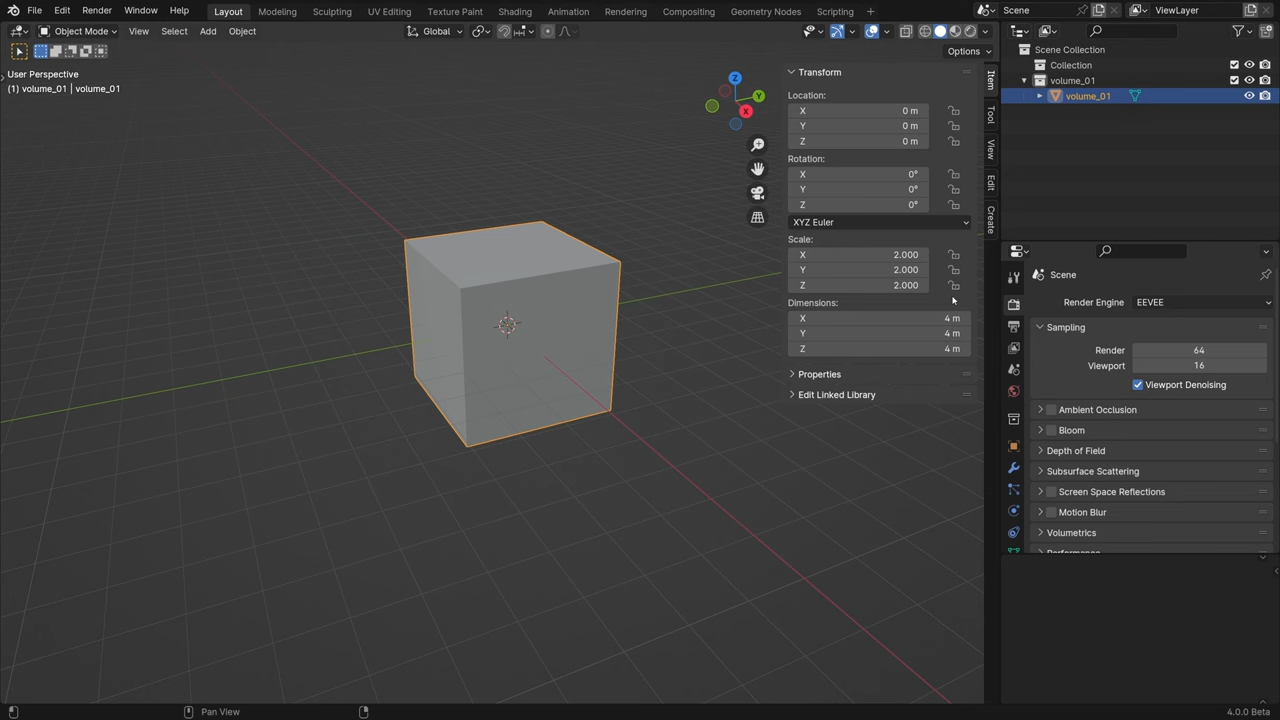 File Edit Render Window Help Layout Modeling Sculpting UV Editing Texture Paint Shading Animation Rendering Compositing Geometry Nodes Scripting + Scene ViewLayer
Object Mode View Select Add Object Global
Options
User Perspective
(1) volume_01 | volume_01
Z
Y
X
Transform
Location:
X 0 m
Y 0 m
Z 0 m
Rotation:
X 0°
Y 0°
Z 0°
XYZ Euler
Scale:
X 2.000
Y 2.000
Z 2.000
Dimensions:
X 4 m
Y 4 m
Z 4 m
Properties
Edit Linked Library
Item
Tool
View
Edit
Create
Scene Collection
Collection
volume_01
volume_01
Scene
Render Engine EEVEE
Sampling
Render 64
Viewport 16
Viewport Denoising
Ambient Occlusion
Bloom
Depth of Field
Subsurface Scattering
Screen Space Reflections
Motion Blur
Volumetrics
Pan View
4.0.0 Beta